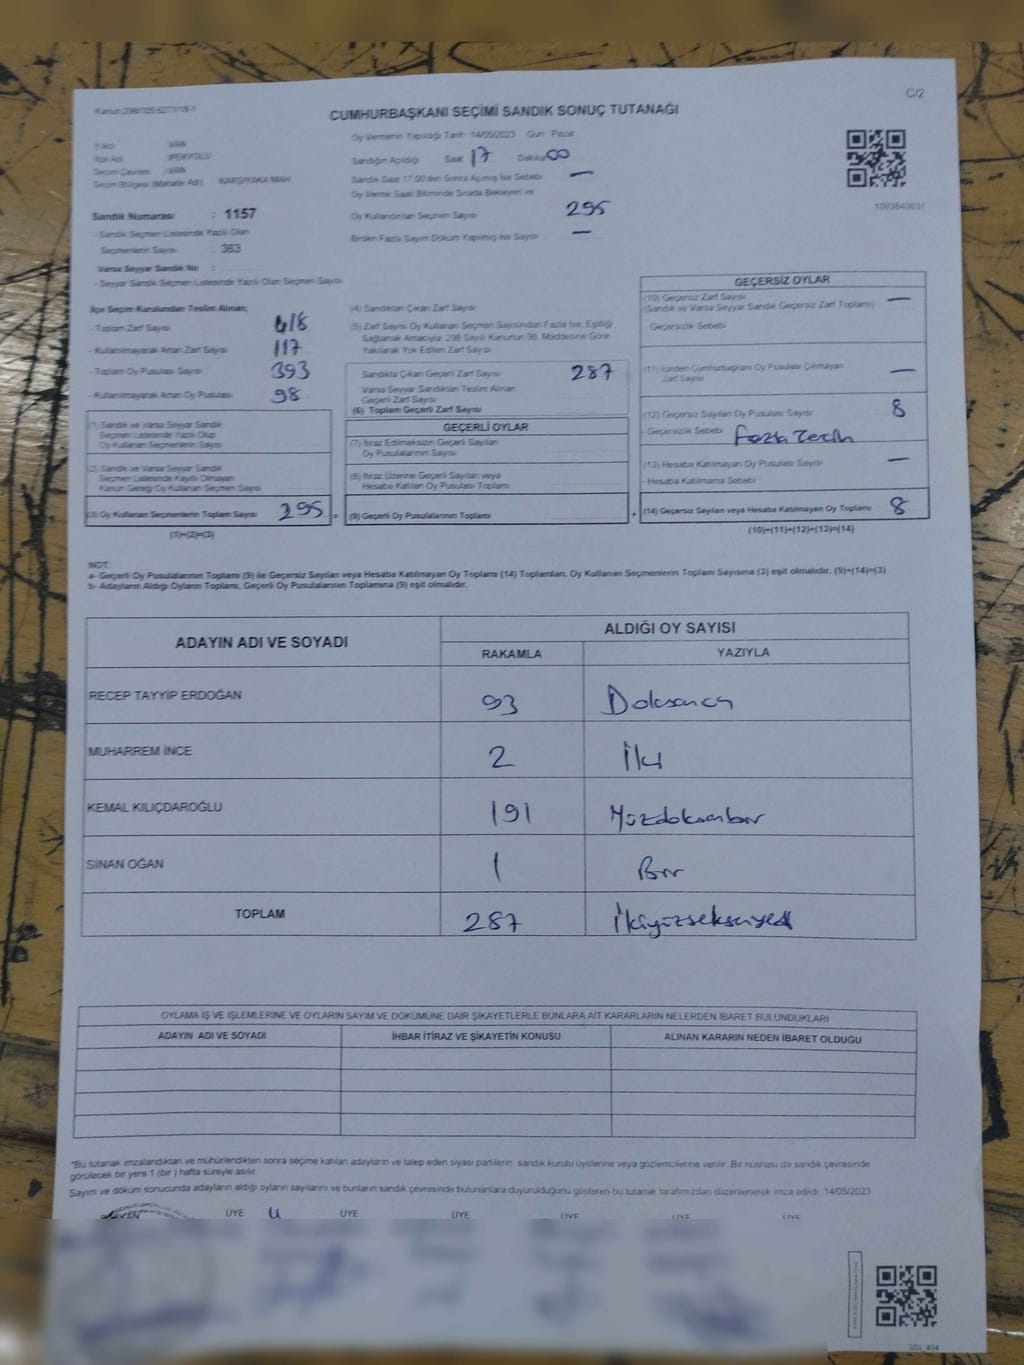 C/2
CUMHURBAŞKANI SEÇİMİ SANDIK SONUÇ TUTANAĞI
Oy Vermenin Yapıldığı Tarih: 14/05/2023 Gün: Pazar
İl Adı : VAN
İlçe Adı : İPEKYOLU
Seçim Çevresi : VAN
Seçim Bölgesi (Mahalle Adı) : KARŞIYAKA MAH
Sandığın Açıldığı Saat 17 Dakika 00
Sandık Saat 17:00'den Sonra Açılmış İse Sebebi —
Oy Verme Saati Bitiminde Sırada Bekleyen ve
Oy Kullandırılan Seçmen Sayısı 295
Birden Fazla Sayım Döküm Yapılmış İse Sayısı —
1093643831
Sandık Numarası : 1157
- Sandık Seçmen Listesinde Yazılı Olan
Seçmenlerin Sayısı : 363
Varsa Seyyar Sandık No :
- Seyyar Sandık Seçmen Listesinde Yazılı Olan Seçmen Sayısı
İlçe Seçim Kurulundan Teslim Alınan;
- Toplam Zarf Sayısı 418
- Kullanılmayarak Artan Zarf Sayısı 117
- Toplam Oy Pusulası Sayısı 393
- Kullanılmayarak Artan Oy Pusulası 98
(1) Sandık ve Varsa Seyyar Sandık
Seçmen Listesinde Yazılı Olup
Oy Kullanan Seçmenlerin Sayısı
(2) Sandık ve Varsa Seyyar Sandık
Seçmen Listesinde Kayıtlı Olmayan
Kanun Gereği Oy Kullanan Seçmen Sayısı
(3) Oy Kullanan Seçmenlerin Toplam Sayısı 295 =
(1)+(2)=(3)
(4) Sandıktan Çıkan Zarf Sayısı
(5) Zarf Sayısı Oy Kullanan Seçmen Sayısından Fazla İse, Eşitliği
Sağlamak Amacıyla; 298 Sayılı Kanunun 98. Maddesine Göre
Yakılarak Yok Edilen Zarf Sayısı
Sandıkta Çıkan Geçerli Zarf Sayısı 287
Varsa Seyyar Sandıktan Teslim Alınan
Geçerli Zarf Sayısı
(6) Toplam Geçerli Zarf Sayısı
GEÇERLİ OYLAR
(7) İtiraz Edilmeksizin Geçerli Sayılan
Oy Pusulası Sayısı
(8) İtiraz Üzerine Geçerli Sayılan veya
Hesaba Katılan Oy Pusulası Toplamı
(9) Geçerli Oy Pusulalarının Toplamı +
GEÇERSİZ OYLAR
(10) Geçersiz Zarf Sayısı —
(Sandık ve Varsa Seyyar Sandık Geçersiz Zarf Toplamı)
- Geçersizlik Sebebi
(11) İçinden Cumhurbaşkanı Oy Pusulası Çıkmayan —
Zarf Sayısı
(12) Geçersiz Sayılan Oy Pusulası Sayısı 8
- Geçersizlik Sebebi Fazla Tercih
(13) Hesaba Katılmayan Oy Pusulası Sayısı —
- Hesaba Katılmama Sebebi
(14) Geçersiz Sayılan veya Hesaba Katılmayan Oy Toplamı 8
(10)+(11)+(12)+(13)=(14)
NOT:
a- Geçerli Oy Pusulalarının Toplamı (9) ile Geçersiz Sayılan veya Hesaba Katılmayan Oy Toplamı (14) Toplamları, Oy Kullanan Seçmenlerin Toplam Sayısına (3) eşit olmalıdır. (9)+(14)=(3)
b- Adayların Aldığı Oyların Toplamı, Geçerli Oy Pusulalarının Toplamına (9) eşit olmalıdır.
ADAYIN ADI VE SOYADI
ALDIĞI OY SAYISI
RAKAMLA YAZIYLA
RECEP TAYYİP ERDOĞAN 93
MUHARREM İNCE 2 İki
KEMAL KILIÇDAROĞLU 191 Yüzdoksanbir
SİNAN OĞAN 1 Bir
TOPLAM 287 İkiyüzseksenyedi
OYLAMA İŞ VE İŞLEMLERİNE VE OYLARIN SAYIM VE DÖKÜMÜNE DAİR ŞİKAYETLERLE BUNLARA AİT KARARLARIN NELERDEN İBARET BULUNDUKLARI
ADAYIN ADI VE SOYADI İHBAR İTİRAZ VE ŞİKAYETİN KONUSU ALINAN KARARIN NEDEN İBARET OLDUĞU
*Bu tutanak imzalandıktan ve mühürlendikten sonra seçime katılan adayların ve talep eden siyasi partilerin sandık kurulu üyelerine veya gözlemcilerine verilir. Bir nüshası da sandık çevresinde
görülecek bir yere 1 (bir) hafta süreyle asılır.
Sayım ve döküm sonucunda adayların aldığı oyların sayılarını ve bunların sandık çevresinde bulunanlara duyurulduğunu gösteren bu tutanak tarafımızdan düzenlenerek imza edildi. 14/05/2023
ÜYE ÜYE ÜYE ÜYE ÜYE ÜYE